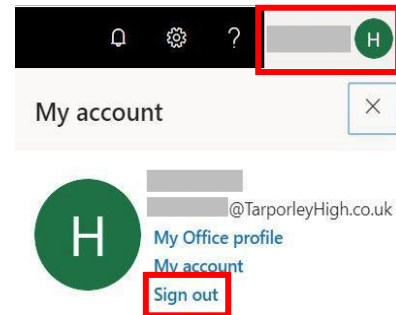 ? H
My account ×
H
@TarporleyHigh.co.uk
My Office profile
My account
Sign out